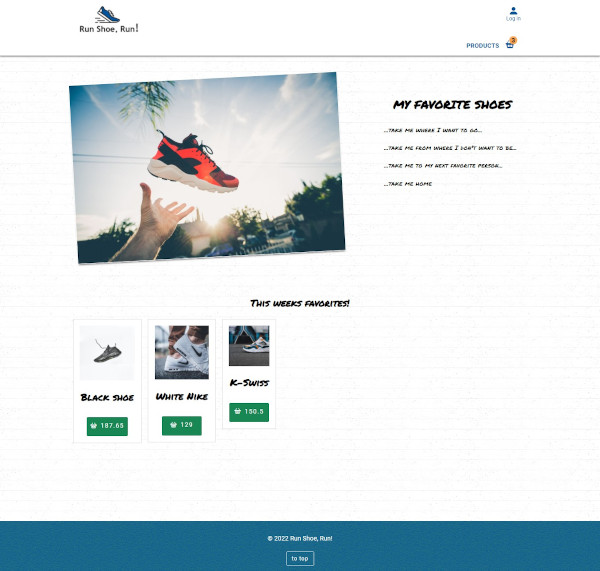 Run Shoe, Run!
Log in
PRODUCTS
3
MY FAVORITE SHOES
...TAKE ME WHERE I WANT TO GO...
...TAKE ME FROM WHERE I DON'T WANT TO BE...
...TAKE ME TO MY NEXT FAVORITE PERSON...
...TAKE ME HOME
This weeks favorites!
Black shoe
White Nike
K-Swiss
187.65
129
150.5
© 2022 Run Shoe, Run!
to top